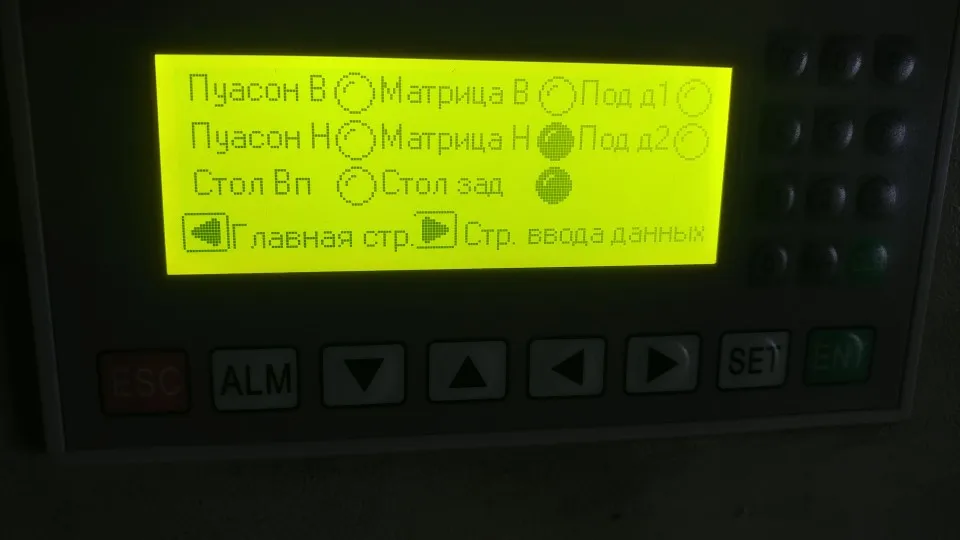 Пуасон В Матрица В Под д1
Пуасон Н Матрица Н Под д2
Стол Вп Стол зад
Главная стр. Стр. ввода данных
ESC ALM SET ENT